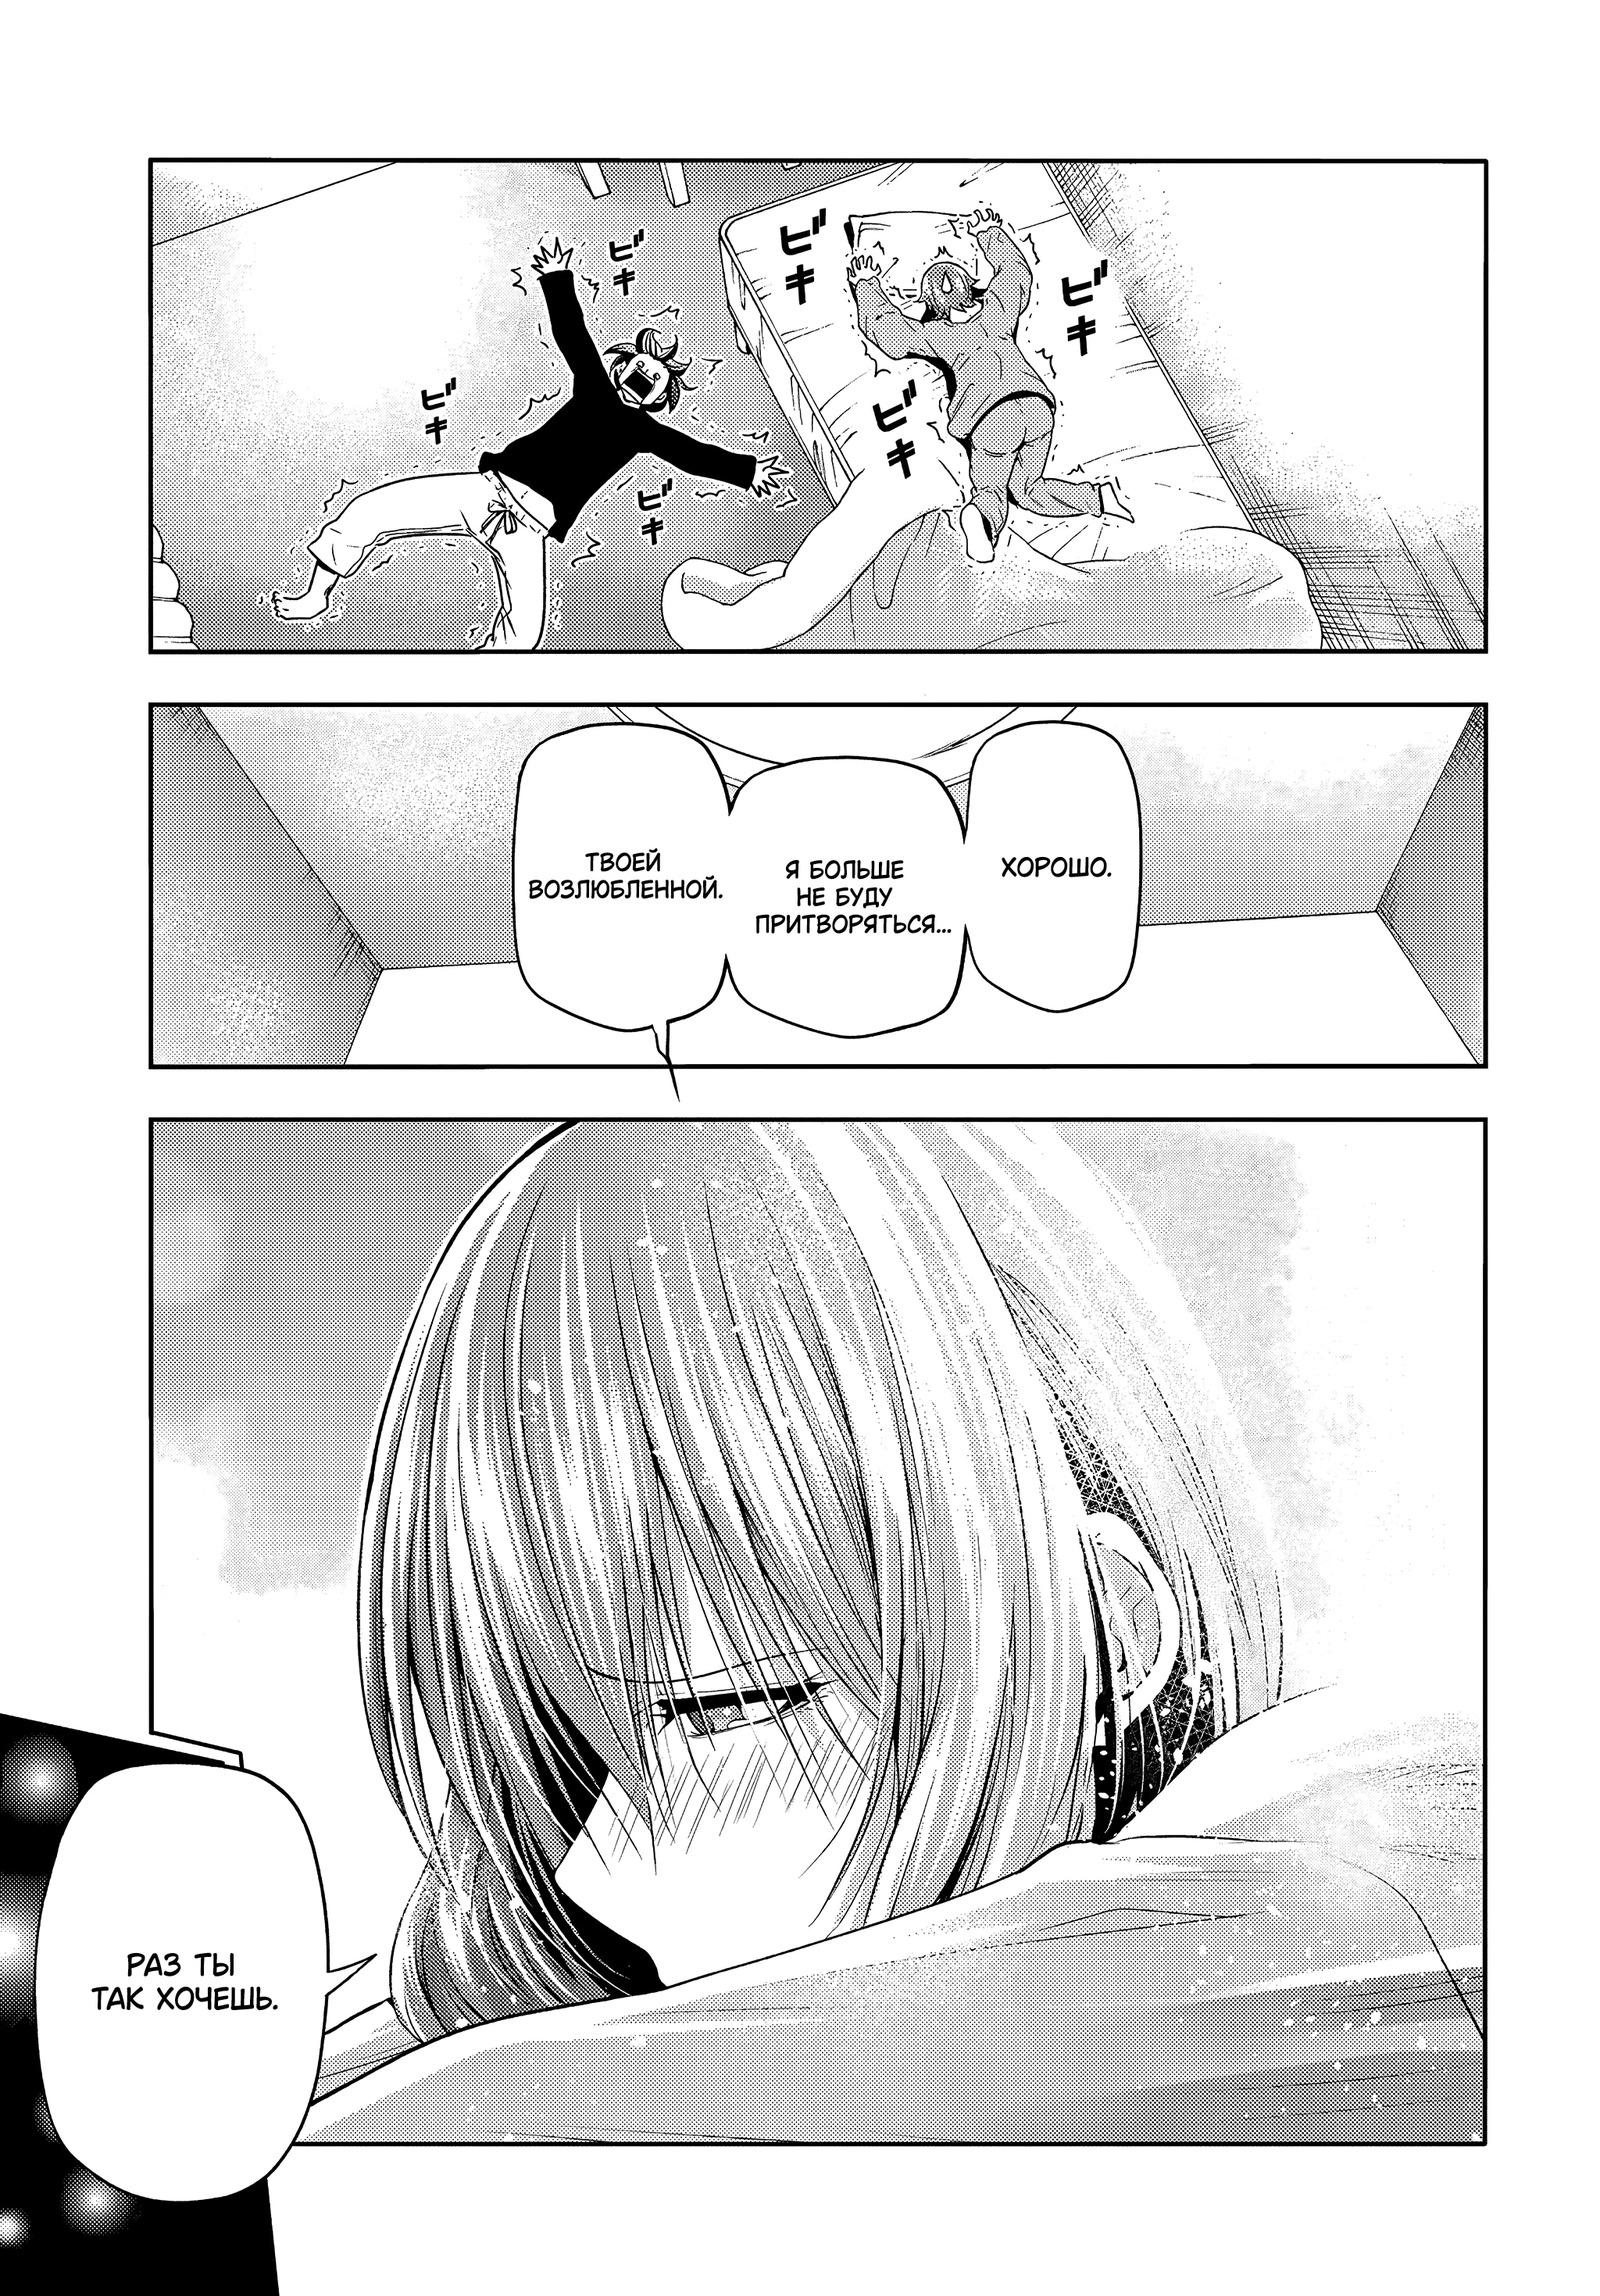 ビキ
ビキ
ビキ
ビキ
ビキ
ビキ
ХОРОШО.
Я БОЛЬШЕ
НЕ БУДУ
ПРИТВОРЯТЬСЯ...
ТВОЕЙ
ВОЗЛЮБЛЕННОЙ.
РАЗ ТЫ
ТАК ХОЧЕШЬ.